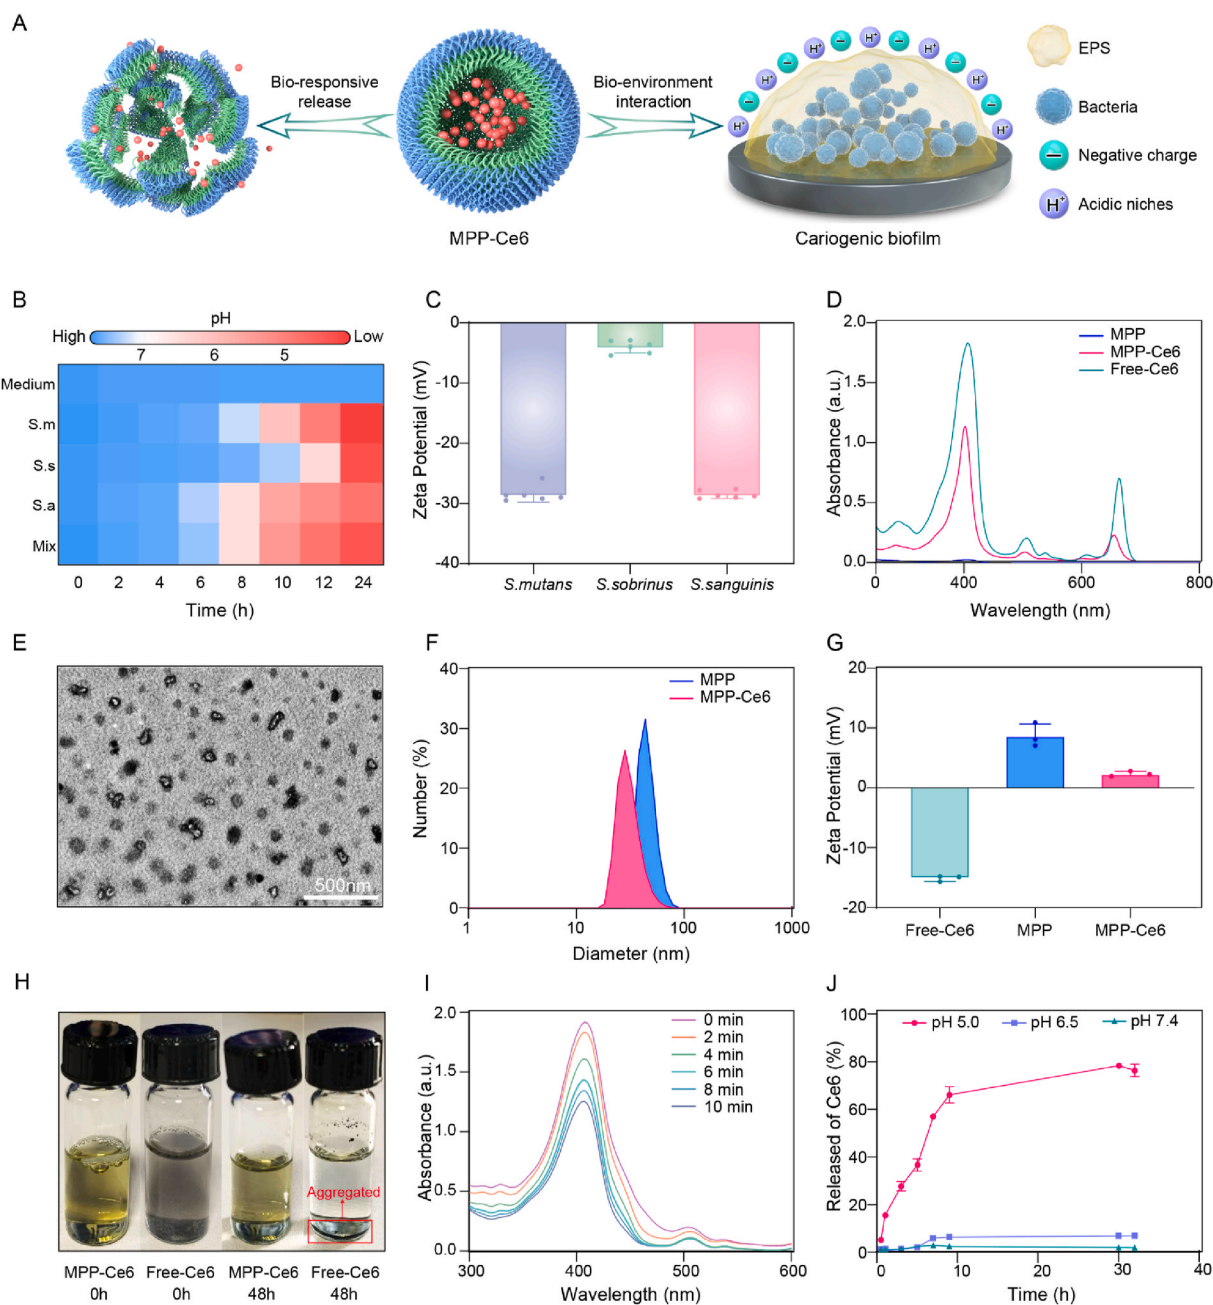 A
Bio-responsive
release
Bio-environment
interaction
MPP-Ce6
Cariogenic biofilm
H+
H+
H+
H+
H+
H+
H+
EPS
Bacteria
Negative charge
H+
Acidic niches
B
pH
High
Low
7
6
5
Medium
S.m
S.s
S.a
Mix
0
2
4
6
8
10
12
24
Time (h)
C
Zeta Potential (mV)
0
-10
-20
-30
-40
S.mutans
S.sobrinus
S.sanguinis
D
Absorbance (a.u.)
2.0
1.5
1.0
0.5
0.0
MPP
MPP-Ce6
Free-Ce6
0
400
600
800
Wavelength (nm)
E
500nm
F
Number (%)
40
30
20
10
0
MPP
MPP-Ce6
1
10
100
1000
Diameter (nm)
G
Zeta Potential (mV)
20
10
0
-10
-20
Free-Ce6
MPP
MPP-Ce6
H
Aggregated
MPP-Ce6
0h
Free-Ce6
0h
MPP-Ce6
48h
Free-Ce6
48h
I
Absorbance (a.u.)
2.0
1.5
1.0
0.5
0.0
0 min
2 min
4 min
6 min
8 min
10 min
300
400
500
600
Wavelength (nm)
J
Released of Ce6 (%)
100
80
60
40
20
0
pH 5.0
pH 6.5
pH 7.4
0
10
20
30
40
Time (h)